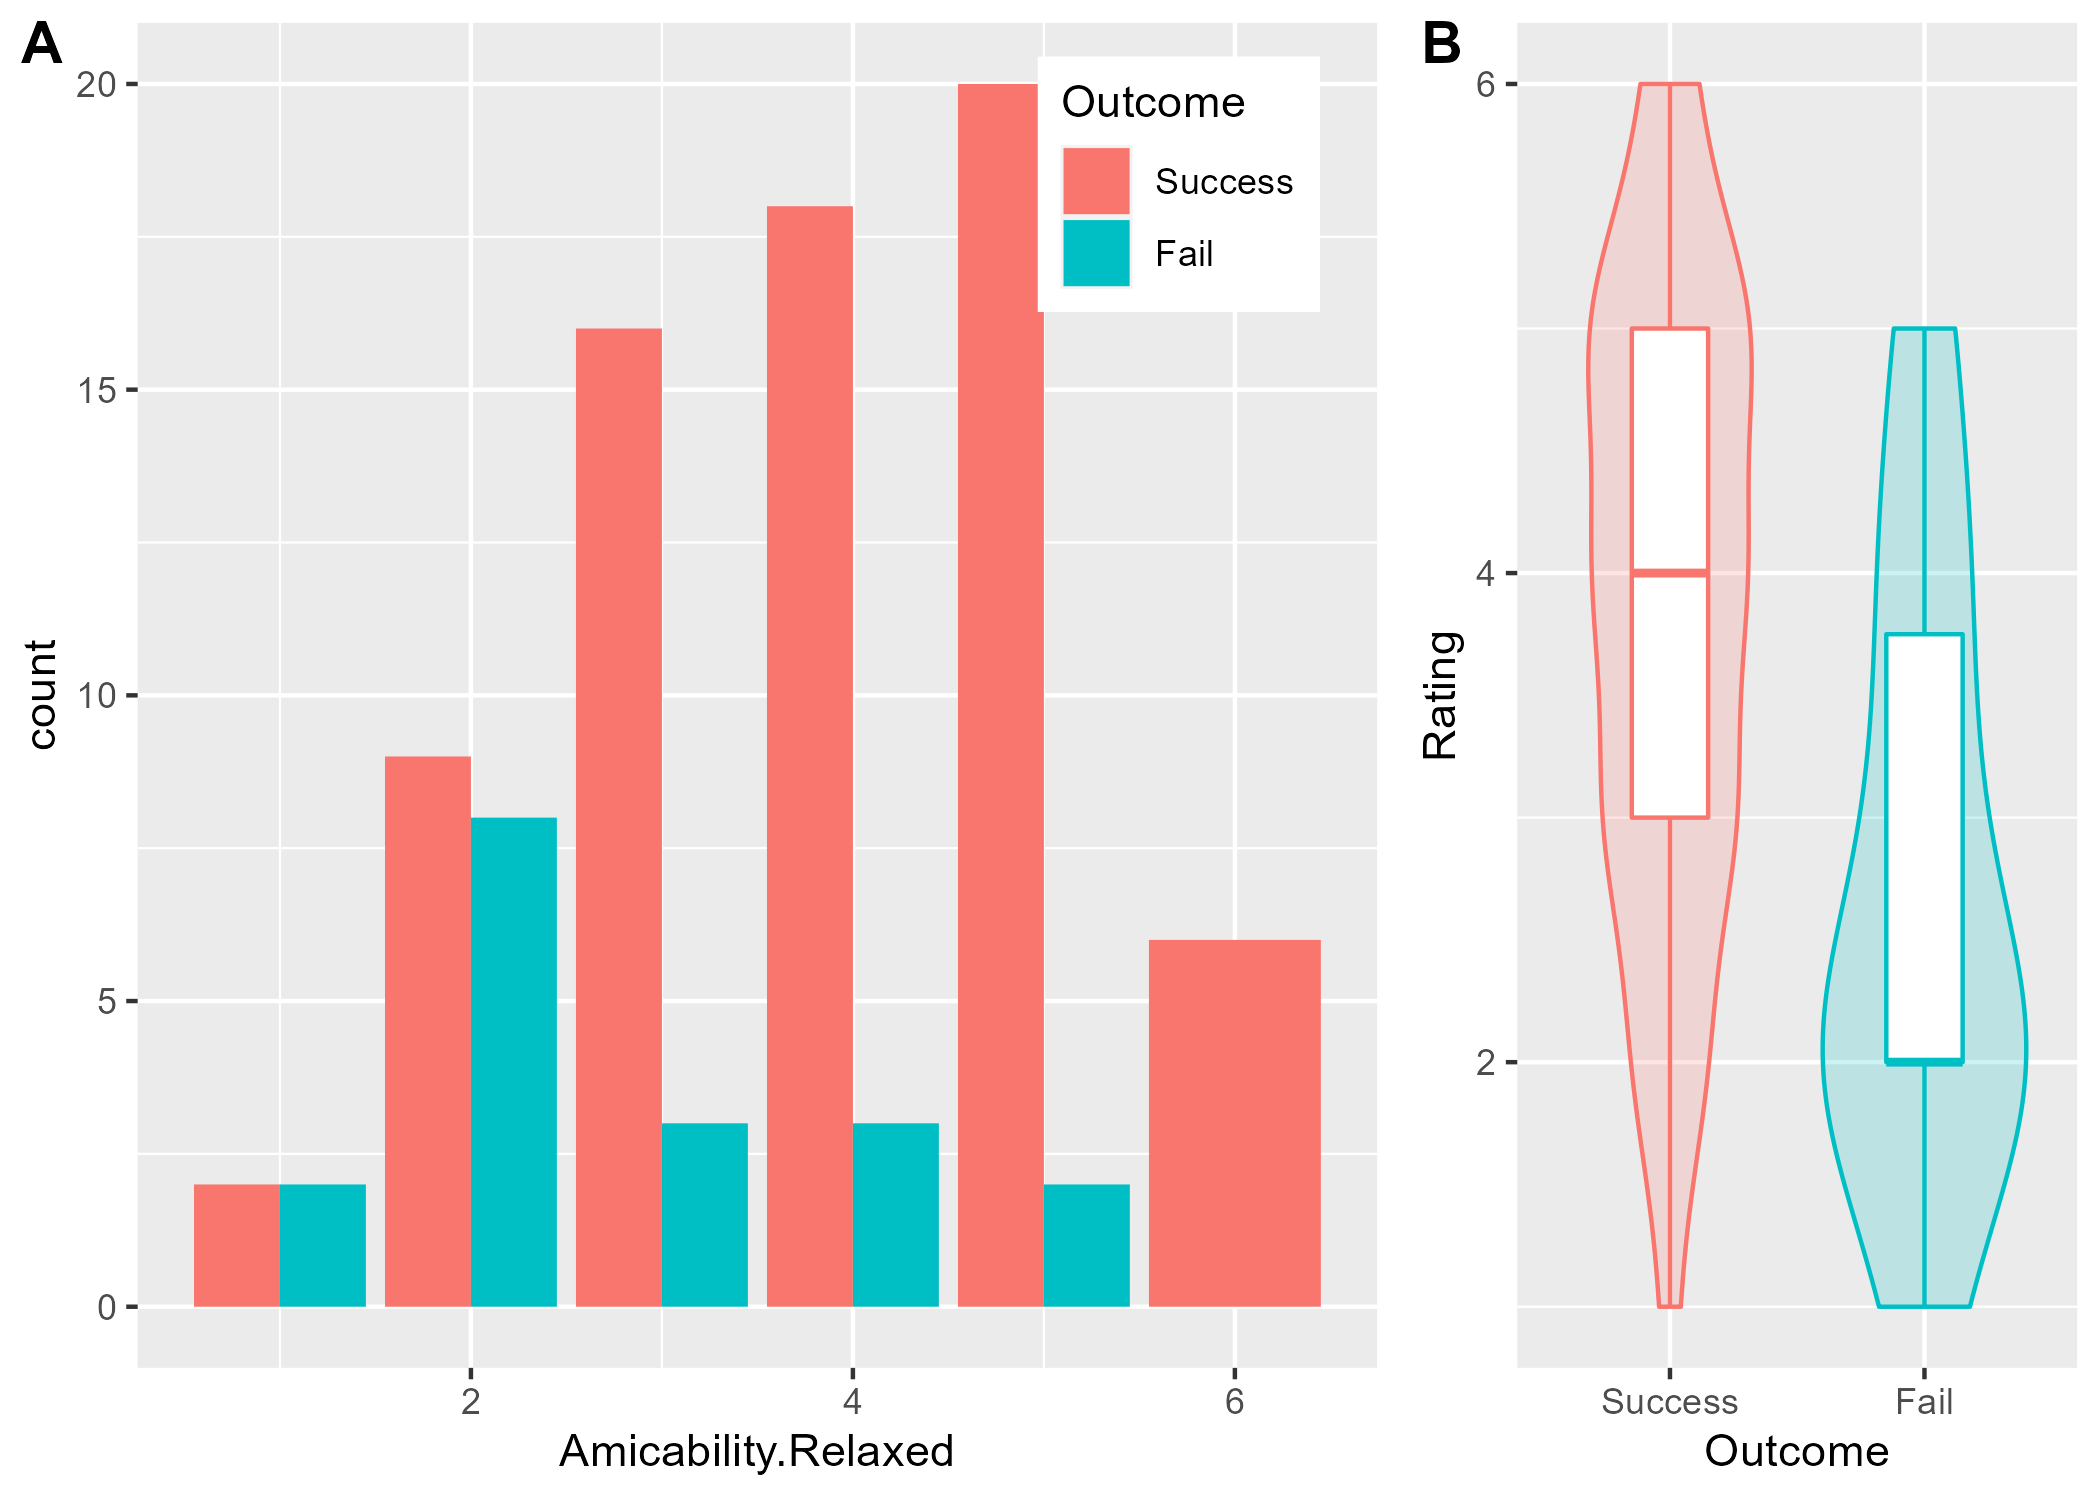 A
20
15
10
5
0
count
2
4
6
Amicability.Relaxed
Outcome
Success
Fail
B
6
4
2
Rating
Success
Fail
Outcome